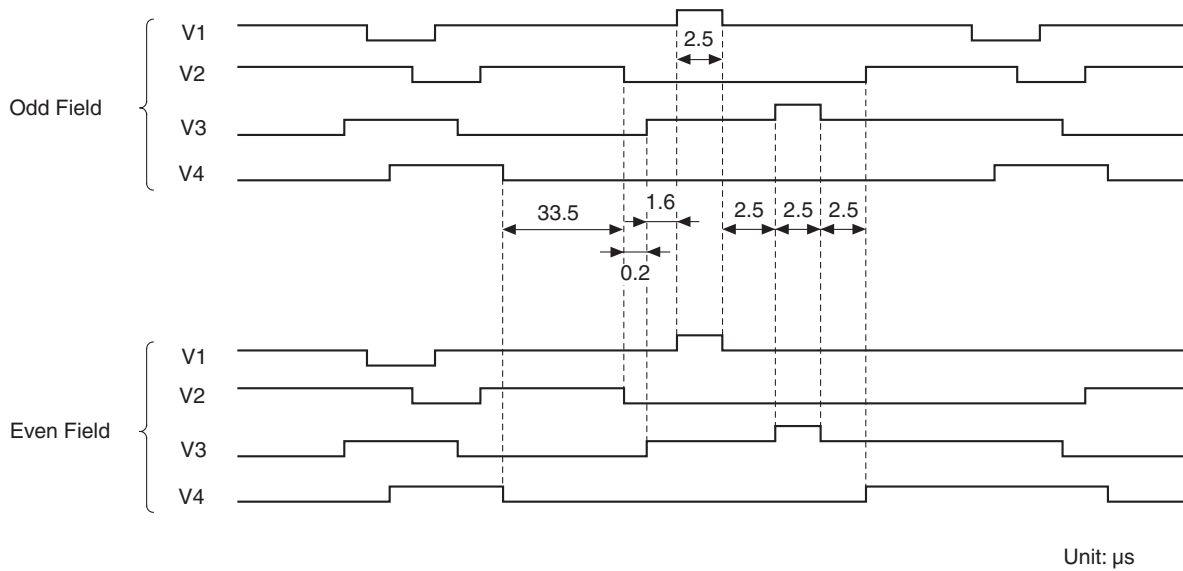 V1
2.5
V2
Odd Field
V3
V4
1.6
33.5
2.5 2.5 2.5
0.2
V1
V2
Even Field
V3
V4
Unit: µs